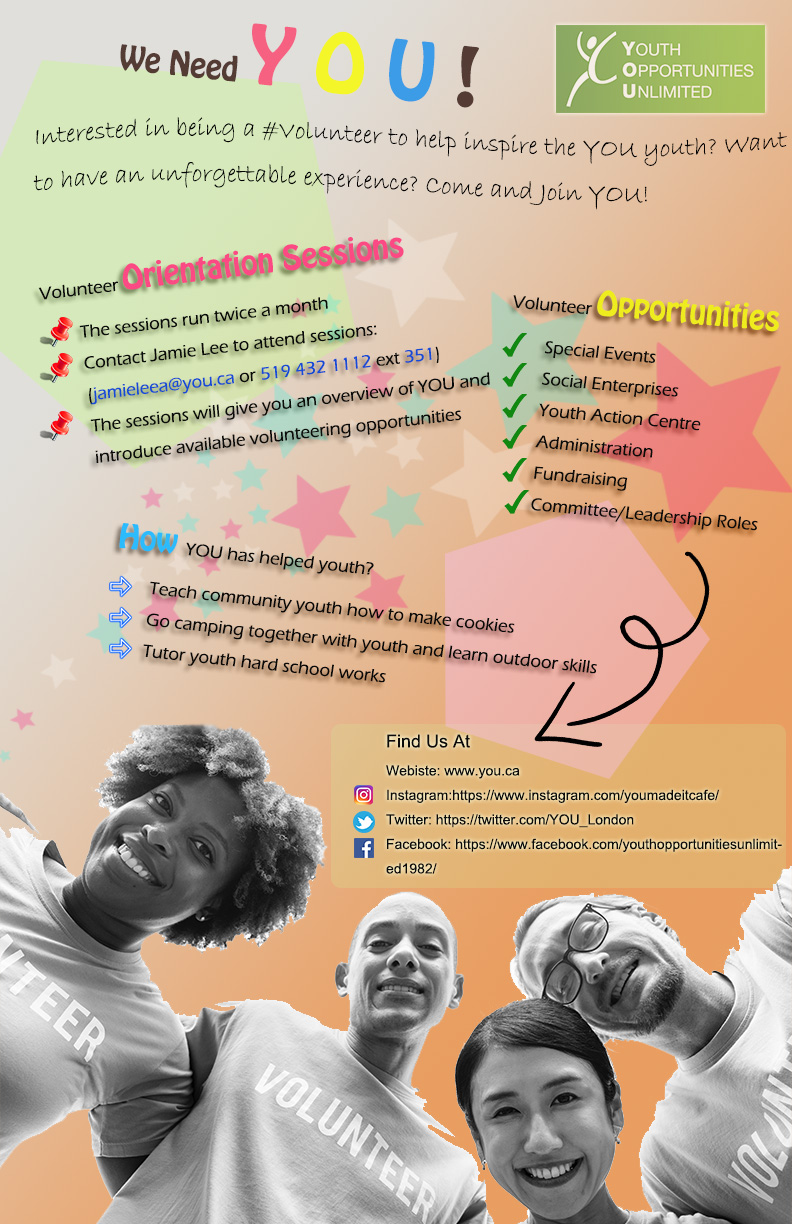 We Need YOU!
YOUTH
OPPORTUNITIES
UNLIMITED
Interested in being a #Volunteer to help inspire the YOU youth? Want
to have an unforgettable experience? Come and Join YOU!
Volunteer Orientation Sessions
The sessions run twice a month
Contact Jamie Lee to attend sessions:
(jamieleea@you.ca or 519 432 1112 ext 351)
The sessions will give you an overview of YOU and
introduce available volunteering opportunities
Volunteer Opportunities
Special Events
Social Enterprises
Youth Action Centre
Administration
Fundraising
Committee/Leadership Roles
How YOU has helped youth?
Teach community youth how to make cookies
Go camping together with youth and learn outdoor skills
Tutor youth hard school works
Find Us At
Webiste: www.you.ca
Instagram:https://www.instagram.com/youmadeitcafe/
Twitter: https://twitter.com/YOU_London
Facebook: https://www.facebook.com/youthopportunitiesunlimit-
ed1982/
NTEER
VOLUNTEER
VOLUN